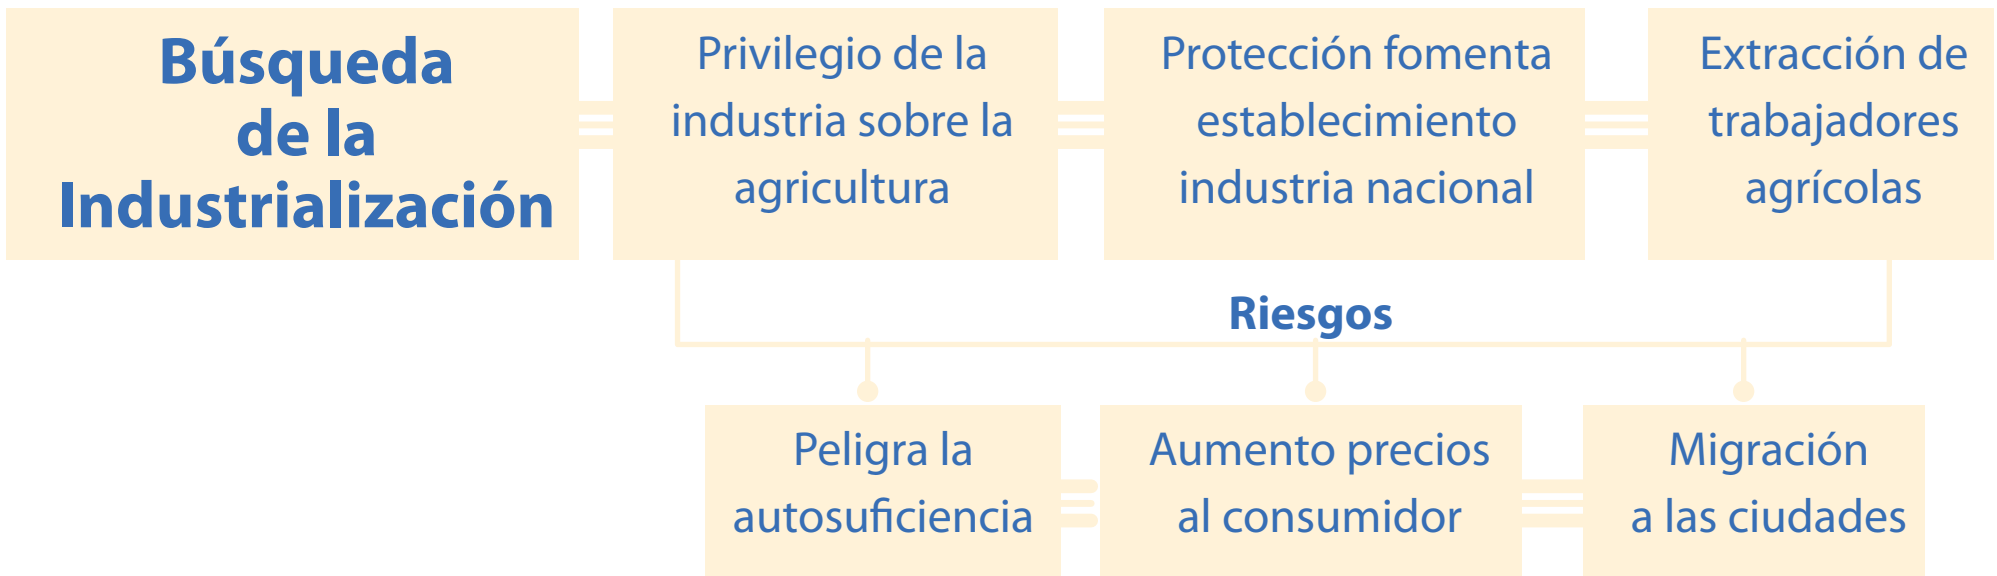 Búsqueda
de la
Industrialización
Privilegio de la
industria sobre la
agricultura
Protección fomenta
establecimiento
industria nacional
Extracción de
trabajadores
agrícolas
Riesgos
Peligra la
autosuficiencia
Aumento precios
al consumidor
Migración
a las ciudades